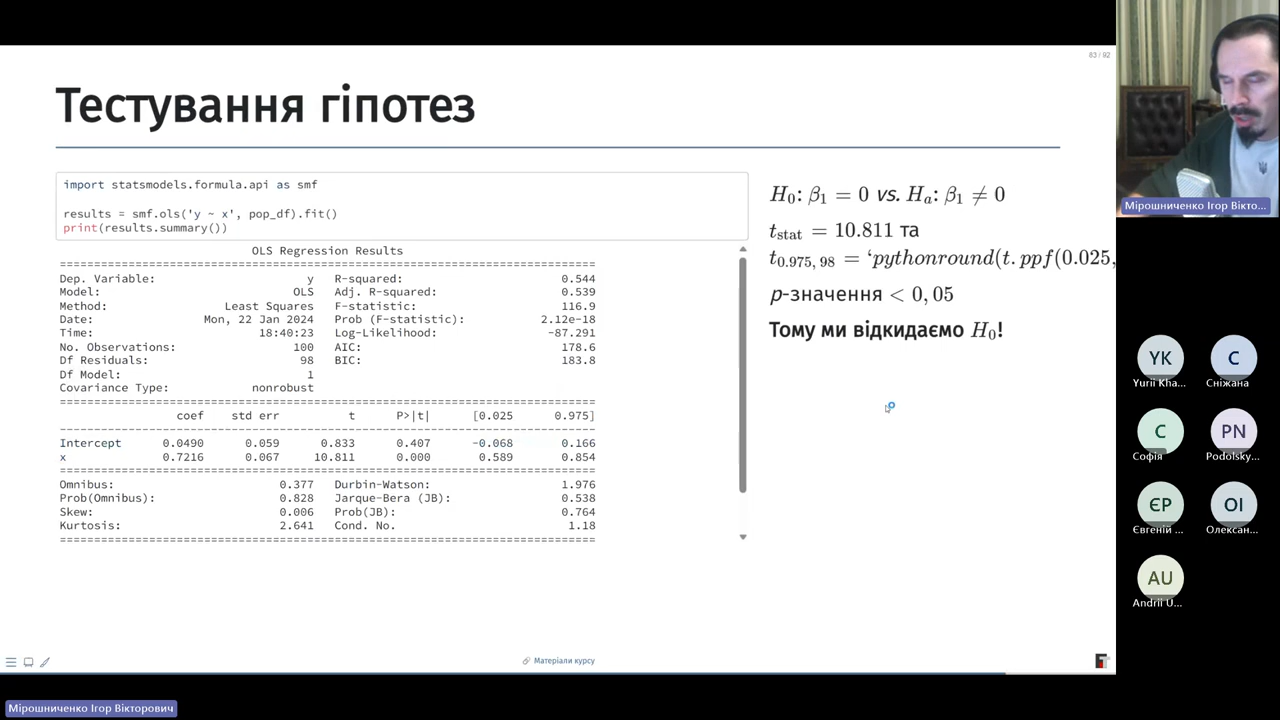 83 / 92
Тестування гіпотез
import statsmodels.formula.api as smf
results = smf.ols('y ~ x', pop_df).fit()
print(results.summary())
OLS Regression Results
==============================================================================
Dep. Variable: y R-squared: 0.544
Model: OLS Adj. R-squared: 0.539
Method: Least Squares F-statistic: 116.9
Date: Mon, 22 Jan 2024 Prob (F-statistic): 2.12e-18
Time: 18:40:23 Log-Likelihood: -87.291
No. Observations: 100 AIC: 178.6
Df Residuals: 98 BIC: 183.8
Df Model: 1
Covariance Type: nonrobust
==============================================================================
coef std err t P>|t| [0.025 0.975]
------------------------------------------------------------------------------
Intercept 0.0490 0.059 0.833 0.407 -0.068 0.166
x 0.7216 0.067 10.811 0.000 0.589 0.854
==============================================================================
Omnibus: 0.377 Durbin-Watson: 1.976
Prob(Omnibus): 0.828 Jarque-Bera (JB): 0.538
Skew: 0.006 Prob(JB): 0.764
Kurtosis: 2.641 Cond. No. 1.18
==============================================================================
H₀: β₁ = 0 vs. Hₐ: β₁ ≠ 0
t_stat = 10.811 та
t_0.975, 98 = ‘pythonround(t. ppf(0.025,
p-значення < 0, 05
Тому ми відкидаємо H₀!
Матеріали курсу
Мірошниченко Ігор Вікто...
YK
Yurii Kha...
С
Сніжана
С
Софія
PN
Podolsky...
ЄР
Євгеній ...
ОІ
Олексан...
AU
Andrii U...
Мірошниченко Ігор Вікторович